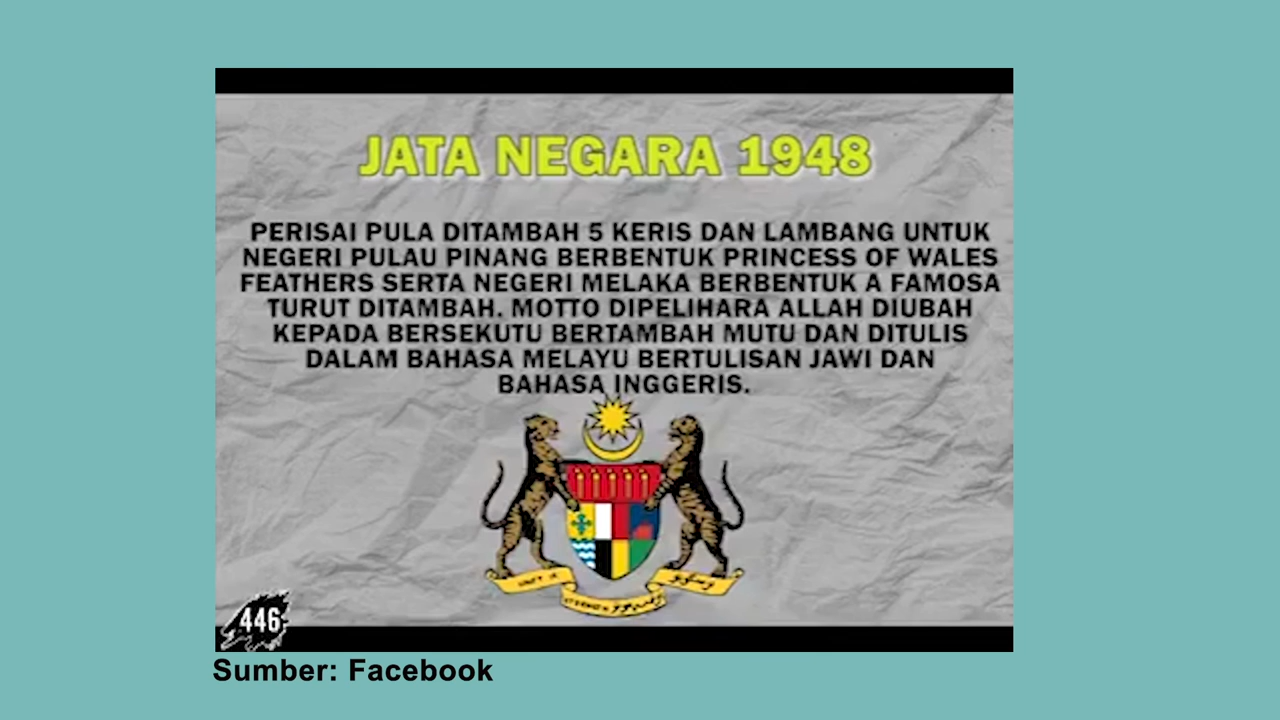 JATA NEGARA 1948
PERISAI PULA DITAMBAH 5 KERIS DAN LAMBANG UNTUK
NEGERI PULAU PINANG BERBENTUK PRINCESS OF WALES
FEATHERS SERTA NEGERI MELAKA BERBENTUK A FAMOSA
TURUT DITAMBAH. MOTTO DIPELIHARA ALLAH DIUBAH
KEPADA BERSEKUTU BERTAMBAH MUTU DAN DITULIS
DALAM BAHASA MELAYU BERTULISAN JAWI DAN
BAHASA INGGERIS.
446
Sumber: Facebook